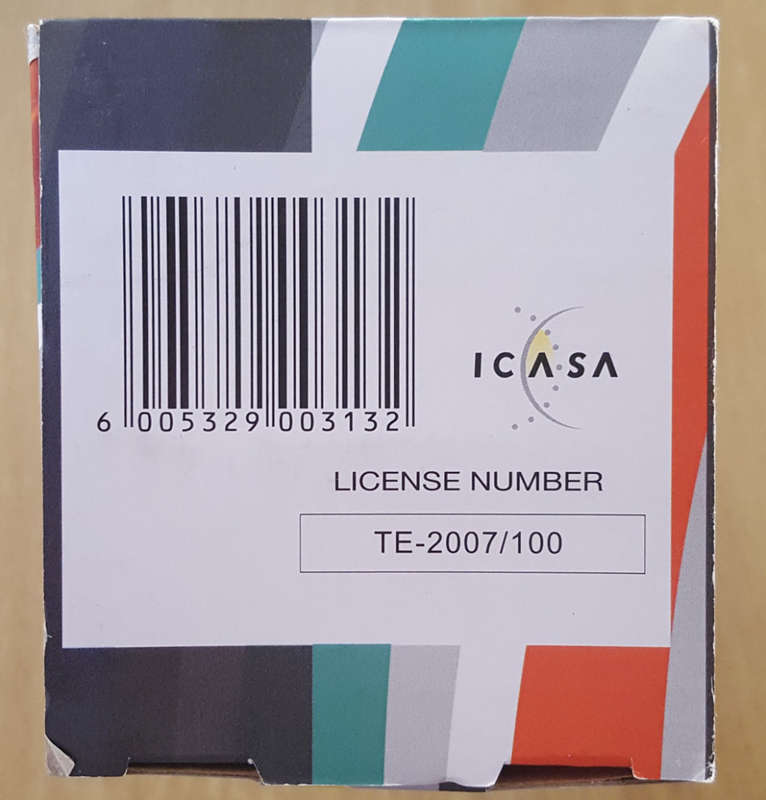 6 005329 003132
ICASA
LICENSE NUMBER
TE-2007/100